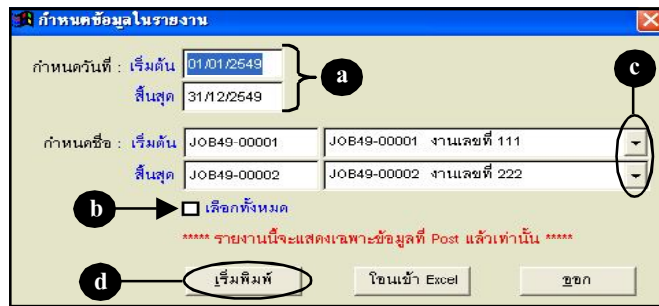 กำหนดข้อมูลในรายงาน
กำหนดวันที่ : เริ่มต้น 01/01/2549 a c
สิ้นสุด 31/12/2549
กำหนดชื่อ : เริ่มต้น JOB49-00001 JOB49-00001 งานเลขที่ 111
สิ้นสุด JOB49-00002 JOB49-00002 งานเลขที่ 222
b เลือกทั้งหมด
***** รายงานนี้จะแสดงเฉพาะข้อมูลที่ Post แล้วเท่านั้น *****
d เริ่มพิมพ์ โอนเข้า Excel ออก